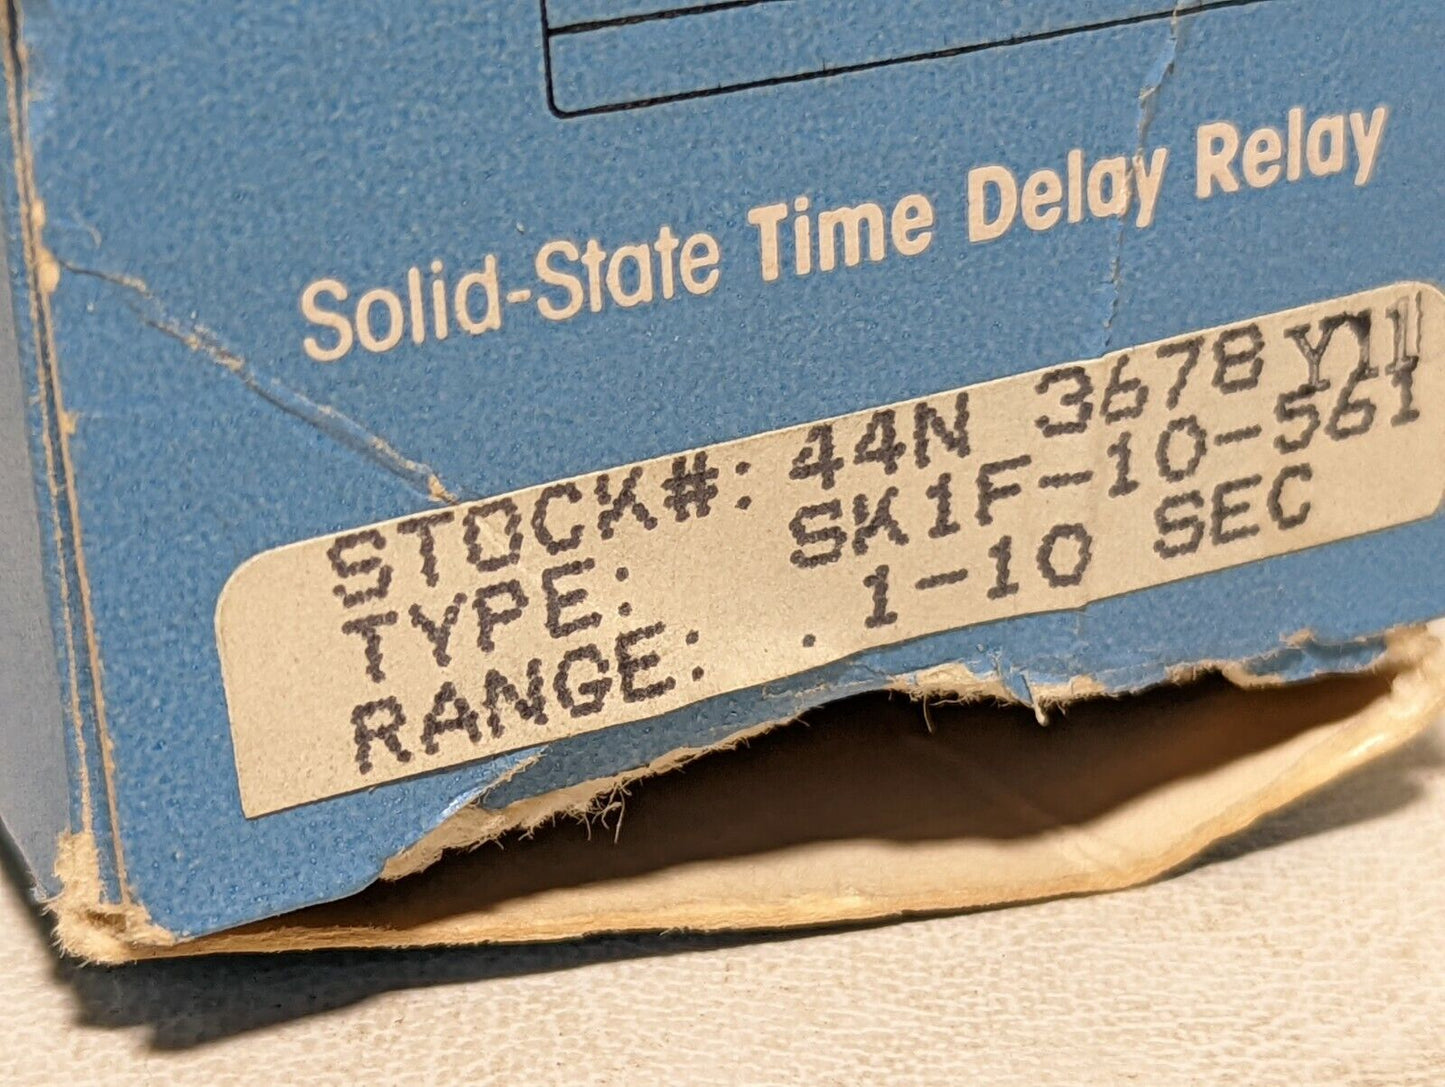 Solid-State Time Delay Relay
STOCK#: 44N 3678 Y11
TYPE: SK1F-10-561
RANGE: .1-10 SEC